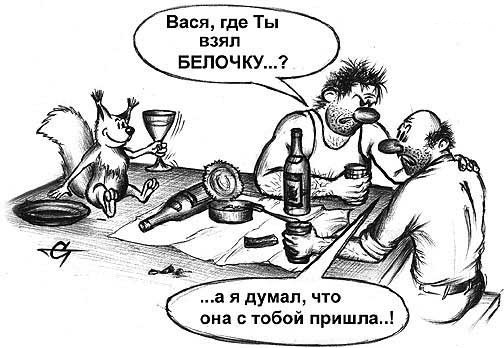 Вася, где Ты
взял
БЕЛОЧКУ...?
...а я думал, что
она с тобой пришла..!